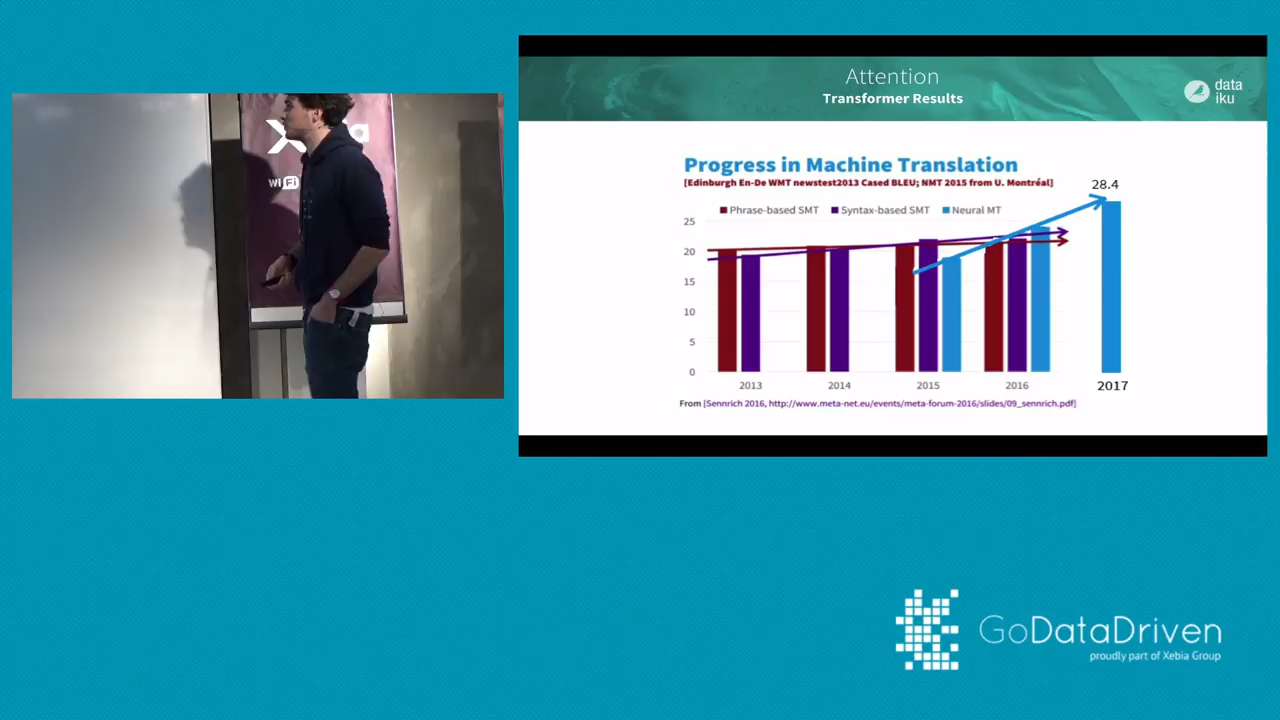 X a
WI Fi
Attention
Transformer Results
data
iku
Progress in Machine Translation
[Edinburgh En-De WMT newstest2013 Cased BLEU; NMT 2015 from U. Montréal]
28.4
Phrase-based SMT Syntax-based SMT Neural MT
25
20
15
10
5
0
2013 2014 2015 2016 2017
From [Sennrich 2016, http://www.meta-net.eu/events/meta-forum-2016/slides/09_sennrich.pdf]
GoDataDriven
proudly part of Xebia Group